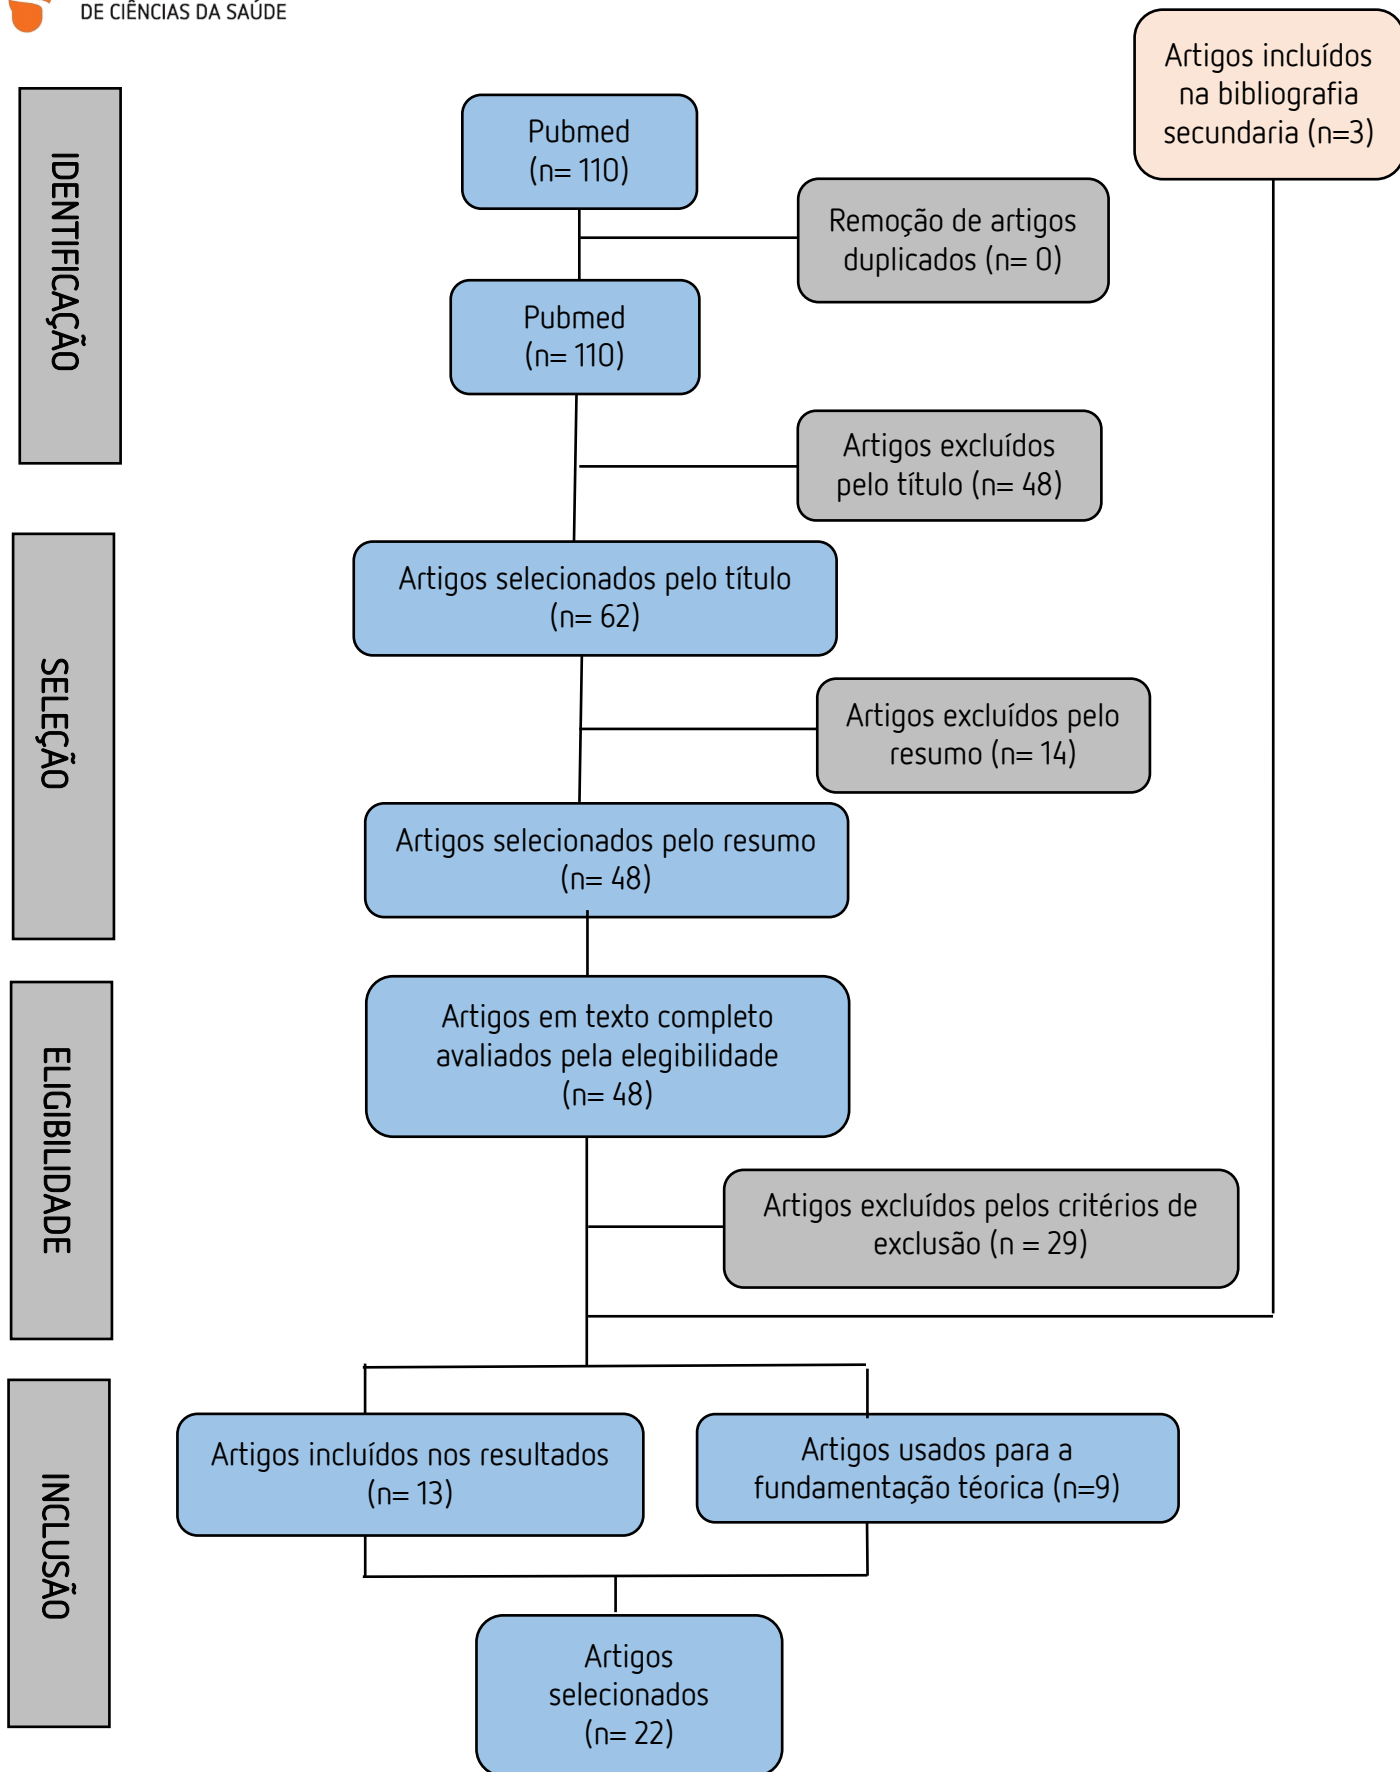 DE CIÊNCIAS DA SAÚDE
Artigos incluídos
na bibliografia
secundaria (n=3)
IDENTIFICAÇÃO
Pubmed
(n= 110)
Remoção de artigos
duplicados (n= 0)
Pubmed
(n= 110)
Artigos excluídos
pelo título (n= 48)
SELEÇÃO
Artigos selecionados pelo título
(n= 62)
Artigos excluídos pelo
resumo (n= 14)
Artigos selecionados pelo resumo
(n= 48)
ELIGIBILIDADE
Artigos em texto completo
avaliados pela elegibilidade
(n= 48)
Artigos excluídos pelos critérios de
exclusão (n = 29)
INCLUSÃO
Artigos incluídos nos resultados
(n= 13)
Artigos usados para a
fundamentação téorica (n=9)
Artigos
selecionados
(n= 22)